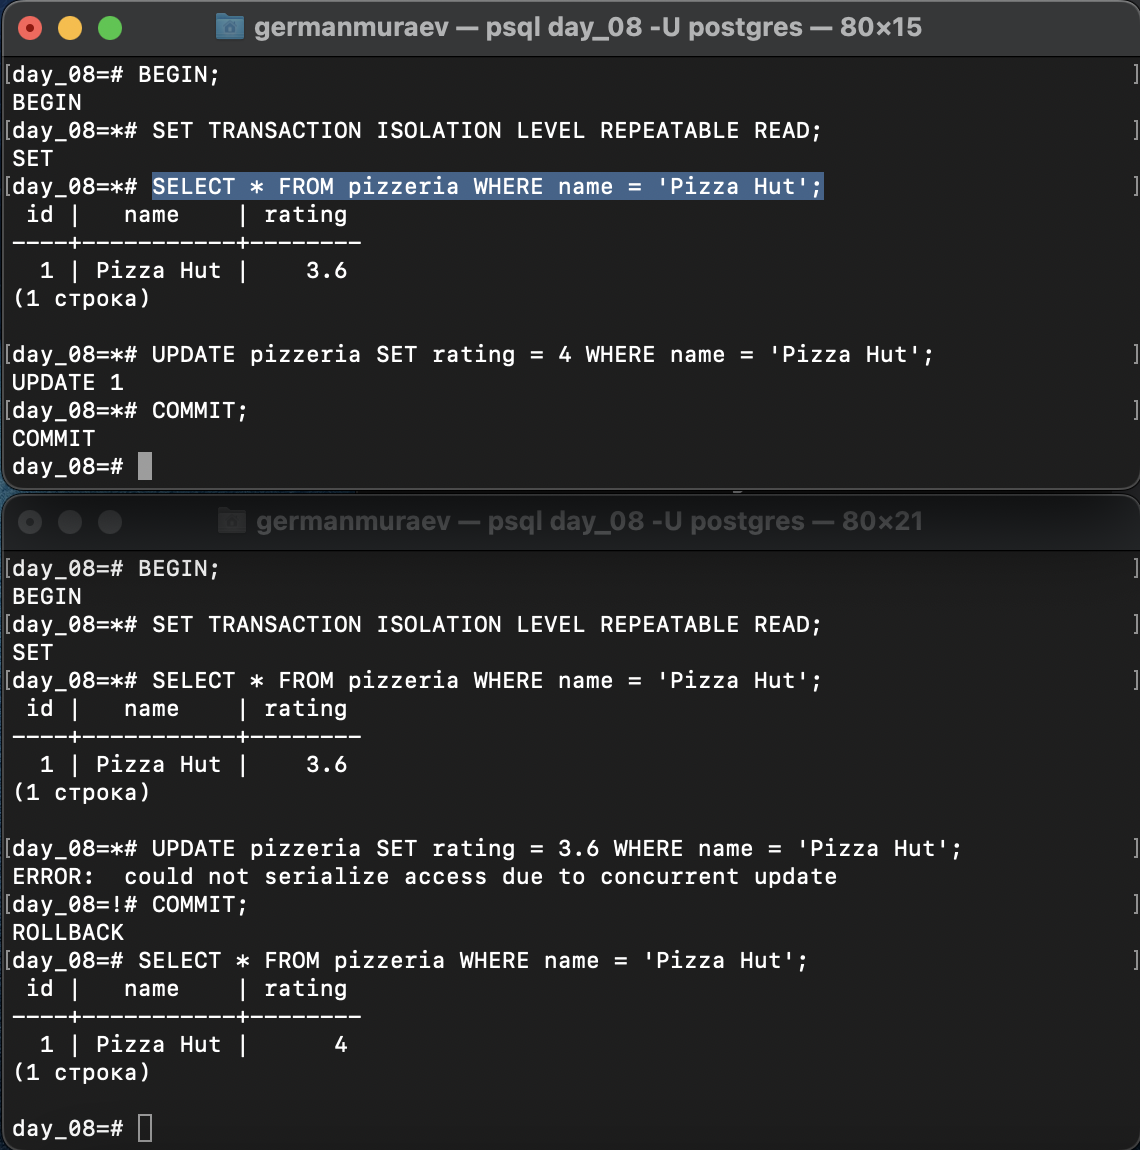 germanmuraev — psql day_08 -U postgres — 80×15
[day_08=# BEGIN; ]
BEGIN
[day_08=*# SET TRANSACTION ISOLATION LEVEL REPEATABLE READ; ]
SET
[day_08=*# SELECT * FROM pizzeria WHERE name = 'Pizza Hut'; ]
 id |   name    | rating
----+-----------+--------
  1 | Pizza Hut |    3.6
(1 строка)
[day_08=*# UPDATE pizzeria SET rating = 4 WHERE name = 'Pizza Hut'; ]
UPDATE 1
[day_08=*# COMMIT; ]
COMMIT
day_08=#
germanmuraev — psql day_08 -U postgres — 80×21
[day_08=# BEGIN; ]
BEGIN
[day_08=*# SET TRANSACTION ISOLATION LEVEL REPEATABLE READ; ]
SET
[day_08=*# SELECT * FROM pizzeria WHERE name = 'Pizza Hut'; ]
 id |   name    | rating
----+-----------+--------
  1 | Pizza Hut |    3.6
(1 строка)
[day_08=*# UPDATE pizzeria SET rating = 3.6 WHERE name = 'Pizza Hut'; ]
ERROR:  could not serialize access due to concurrent update
[day_08=!# COMMIT; ]
ROLLBACK
[day_08=# SELECT * FROM pizzeria WHERE name = 'Pizza Hut'; ]
 id |   name    | rating
----+-----------+--------
  1 | Pizza Hut |      4
(1 строка)
day_08=#